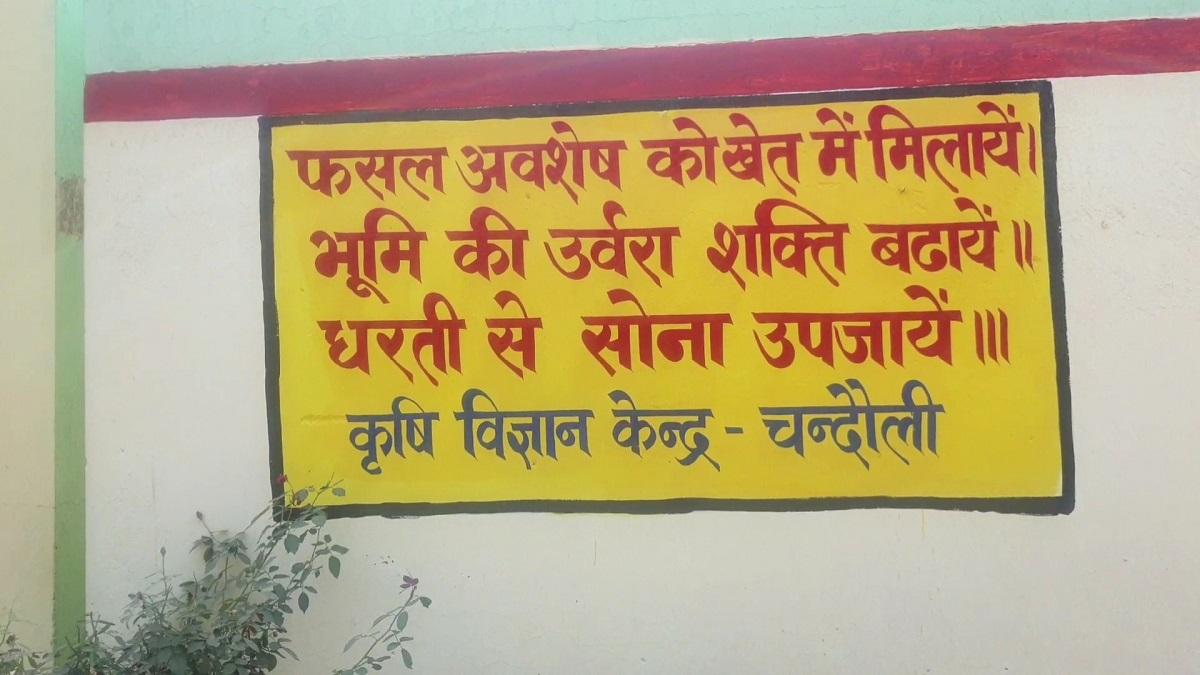 फसल अवशेष को खेत में मिलायें।
भूमि की उर्वरा शक्ति बढायें॥
धरती से सोना उपजायें।॥
कृषि विज्ञान केन्द्र - चन्दौली